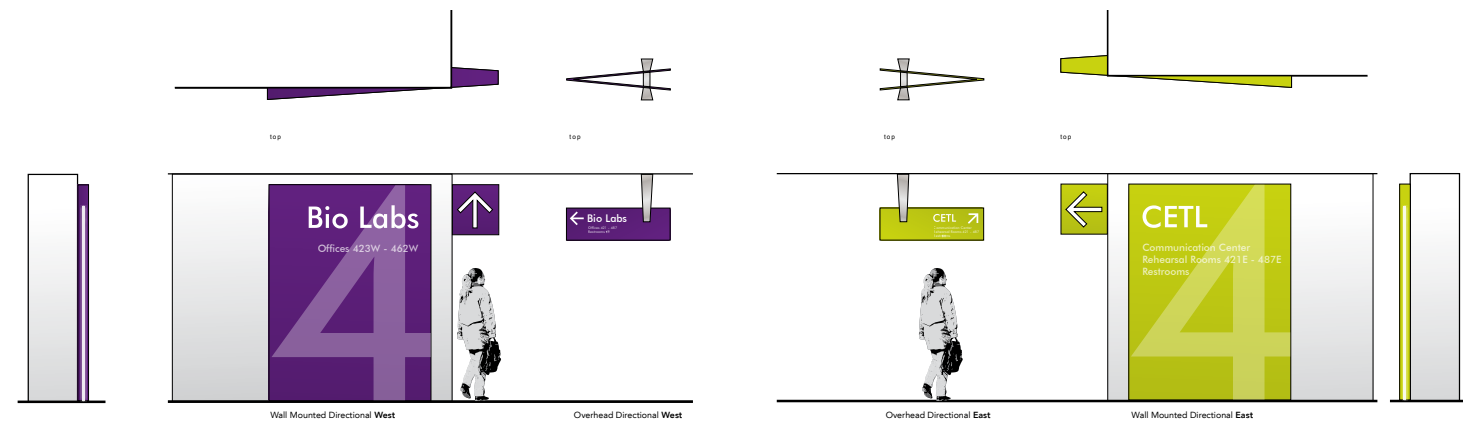 top
top
top
top
4
Bio Labs
Offices 423W - 462W
Bio Labs
CETL
4
CETL
Communication Center
Rehearsal Rooms 421E - 487E
Restrooms
Wall Mounted Directional West
Overhead Directional West
Overhead Directional East
Wall Mounted Directional East